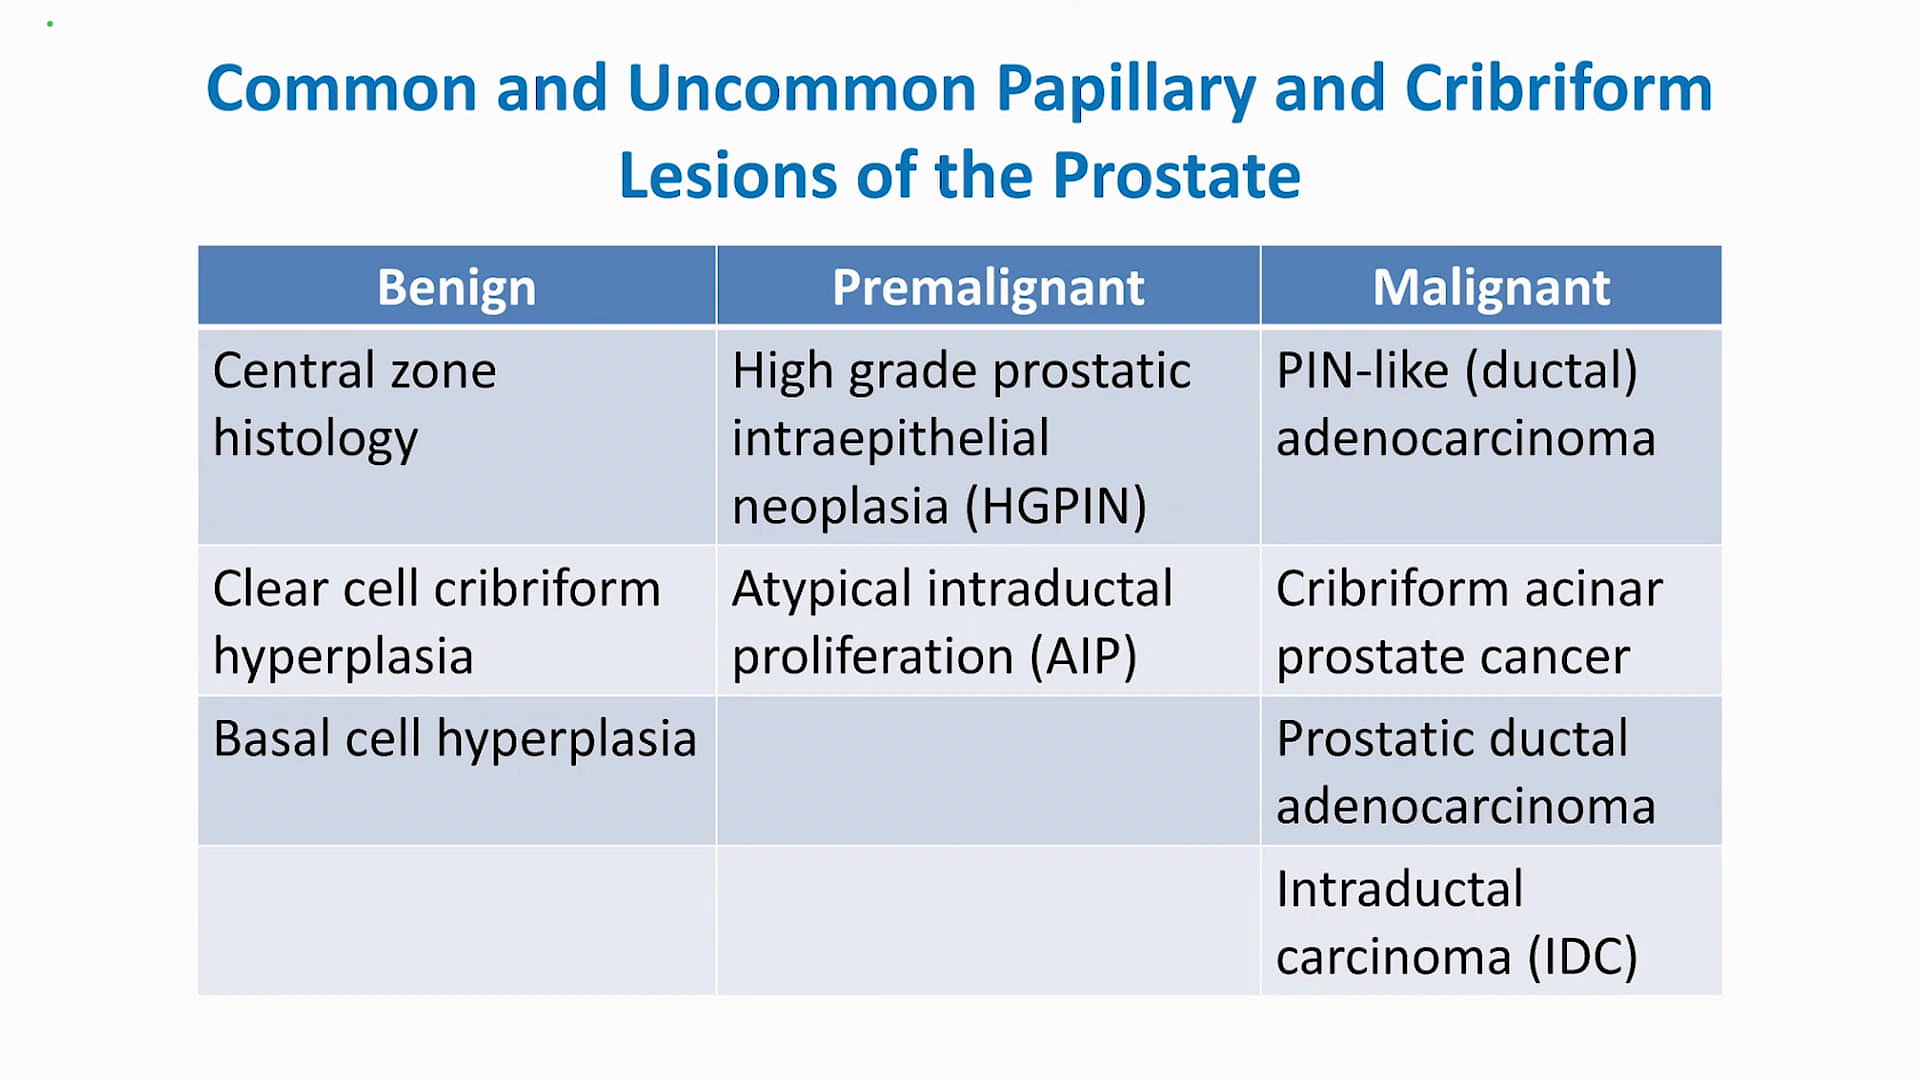 Common and Uncommon Papillary and Cribriform
Lesions of the Prostate
Benign
Premalignant
Malignant
Central zone
histology
High grade prostatic
intraepithelial
neoplasia (HGPIN)
PIN-like (ductal)
adenocarcinoma
Clear cell cribriform
hyperplasia
Atypical intraductal
proliferation (AIP)
Cribriform acinar
prostate cancer
Basal cell hyperplasia
Prostatic ductal
adenocarcinoma
Intraductal
carcinoma (IDC)